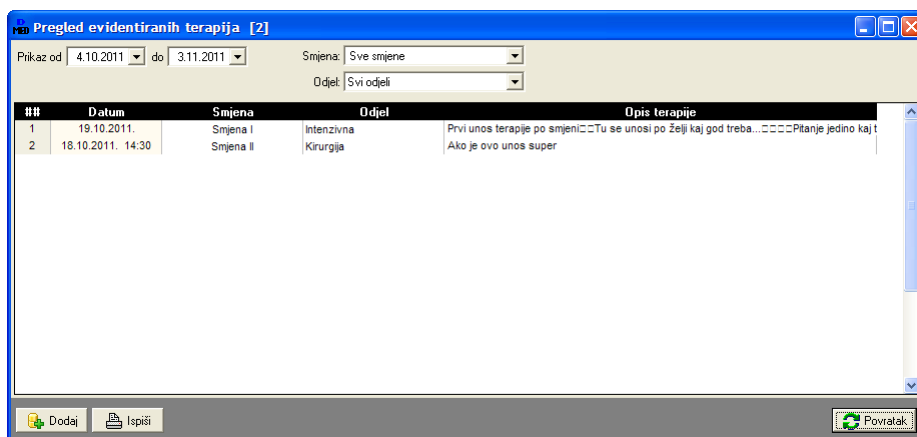 ID MED Pregled evidentiranih terapija [2]
Prikaz od 4.10.2011 do 3.11.2011 Smjena: Sve smjene
Odjel: Svi odjeli
## Datum Smjena Odjel Opis terapije
1 19.10.2011. Smjena I Intenzivna Prvi unos terapije po smjeni□□Tu se unosi po želji kaj god treba...□□□□Pitanje jedino kaj t
2 18.10.2011. 14:30 Smjena II Kirurgija Ako je ovo unos super
Dodaj Ispiši Povratak